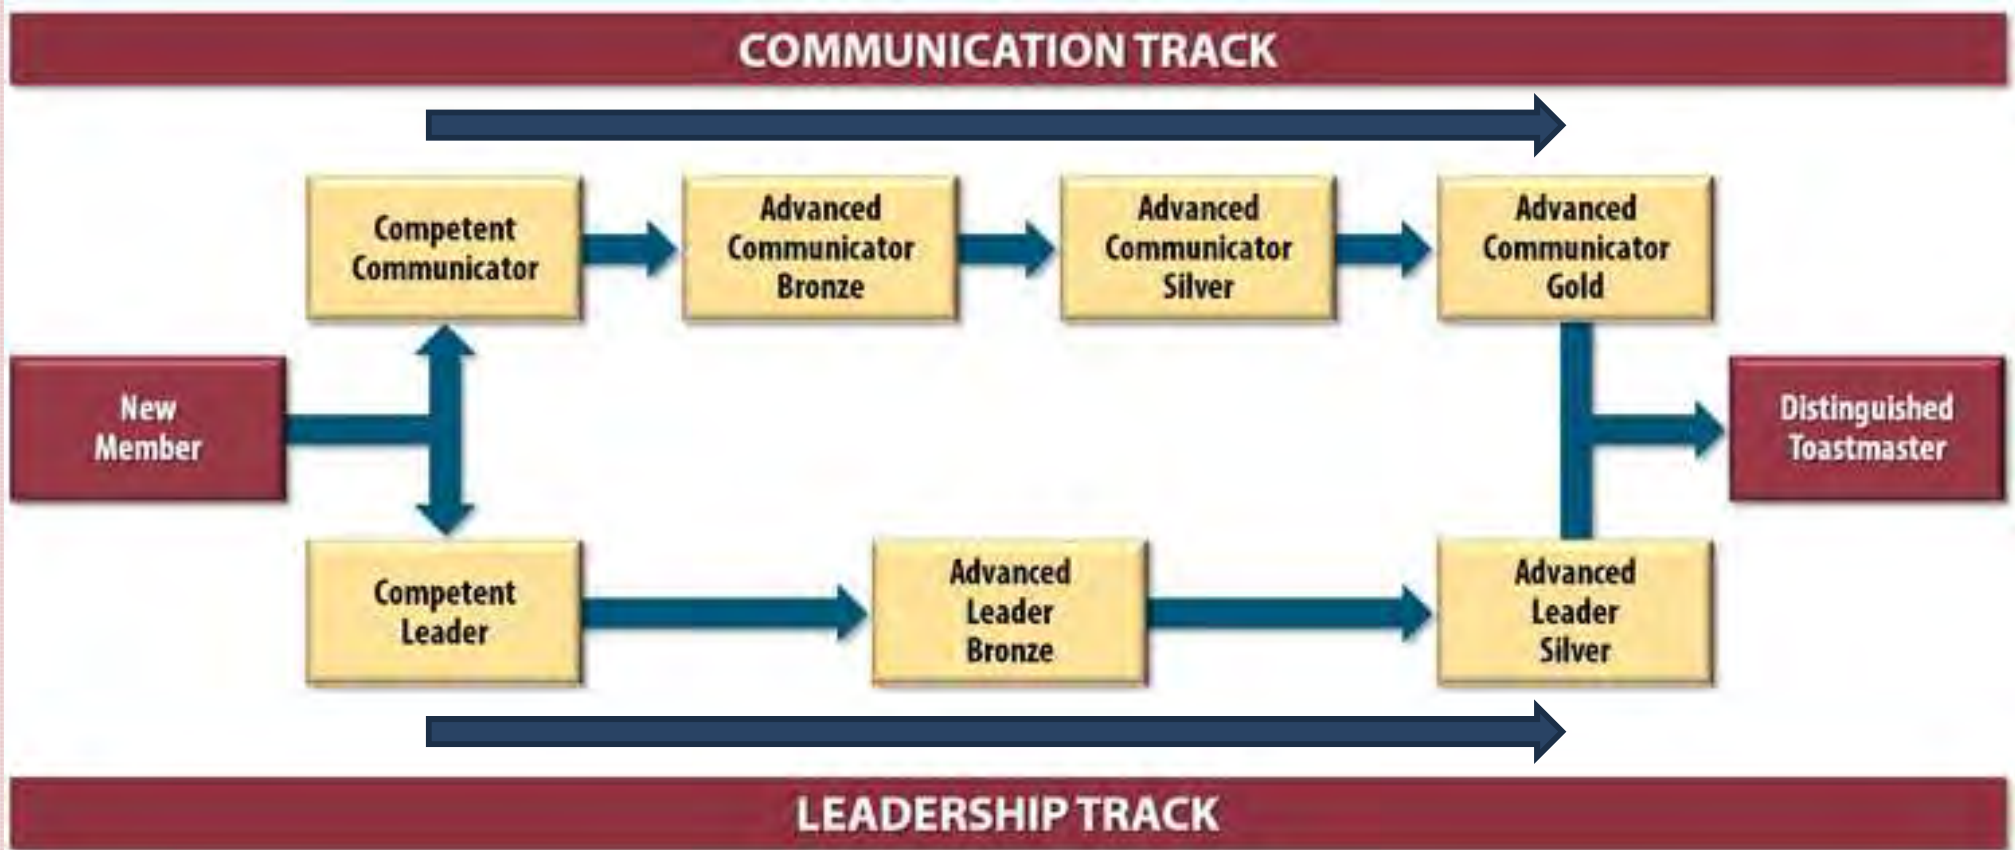 COMMUNICATION TRACK
Competent
Communicator
Advanced
Communicator
Bronze
Advanced
Communicator
Silver
Advanced
Communicator
Gold
New
Member
Distinguished
Toastmaster
Competent
Leader
Advanced
Leader
Bronze
Advanced
Leader
Silver
LEADERSHIP TRACK